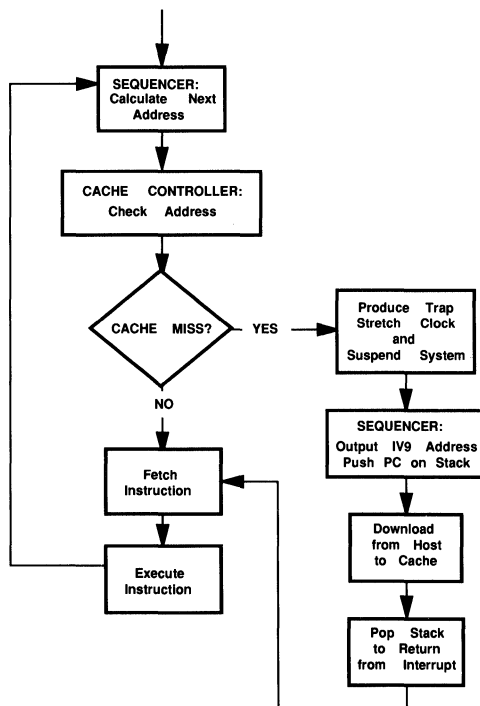 SEQUENCER:
Calculate Next
Address
CACHE CONTROLLER:
Check Address
CACHE MISS?
YES
NO
Produce Trap
Stretch Clock
and
Suspend System
SEQUENCER:
Output IV9 Address
Push PC on Stack
Download
from Host
to Cache
Pop Stack
to Return
from Interrupt
Fetch
Instruction
Execute
Instruction